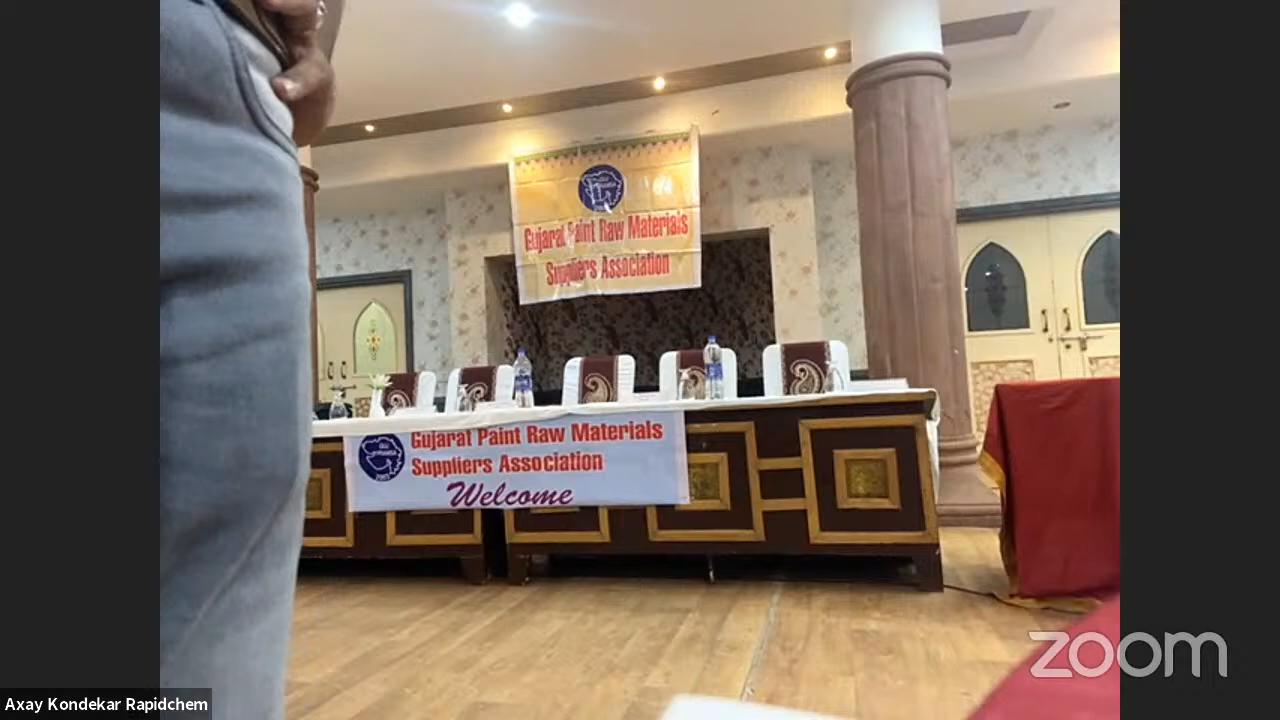 Gujarat Paint Raw Materials
Suppliers Association
Gujarat Paint Raw Materials
Suppliers Association
Welcome
zoom
Axay Kondekar Rapidchem